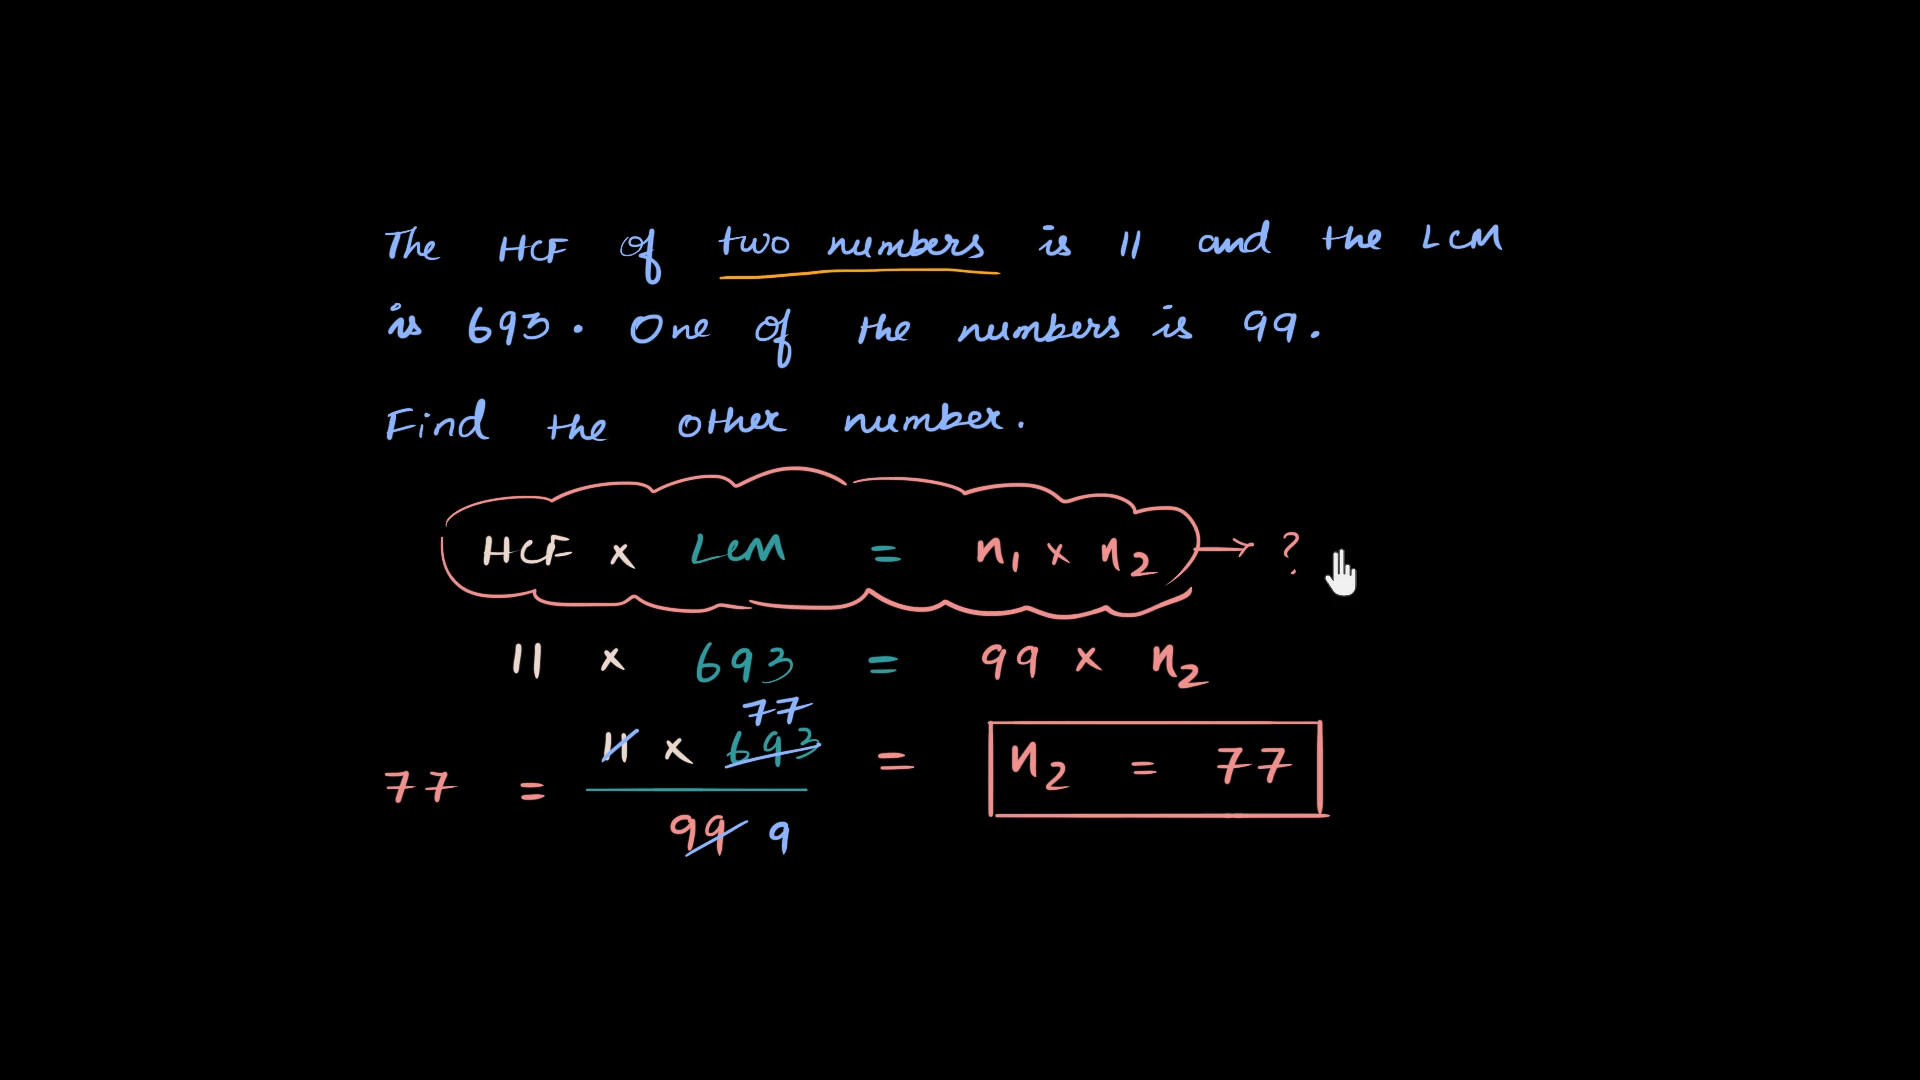 The HCF of two numbers is 11 and the LCM
is 693. One of the numbers is 99.
Find the other number.
HCF x LCM = n₁ x n₂ → ?
11 x 693 = 99 x n₂
77
77 = 11 x 693 = n₂ = 77
99 9